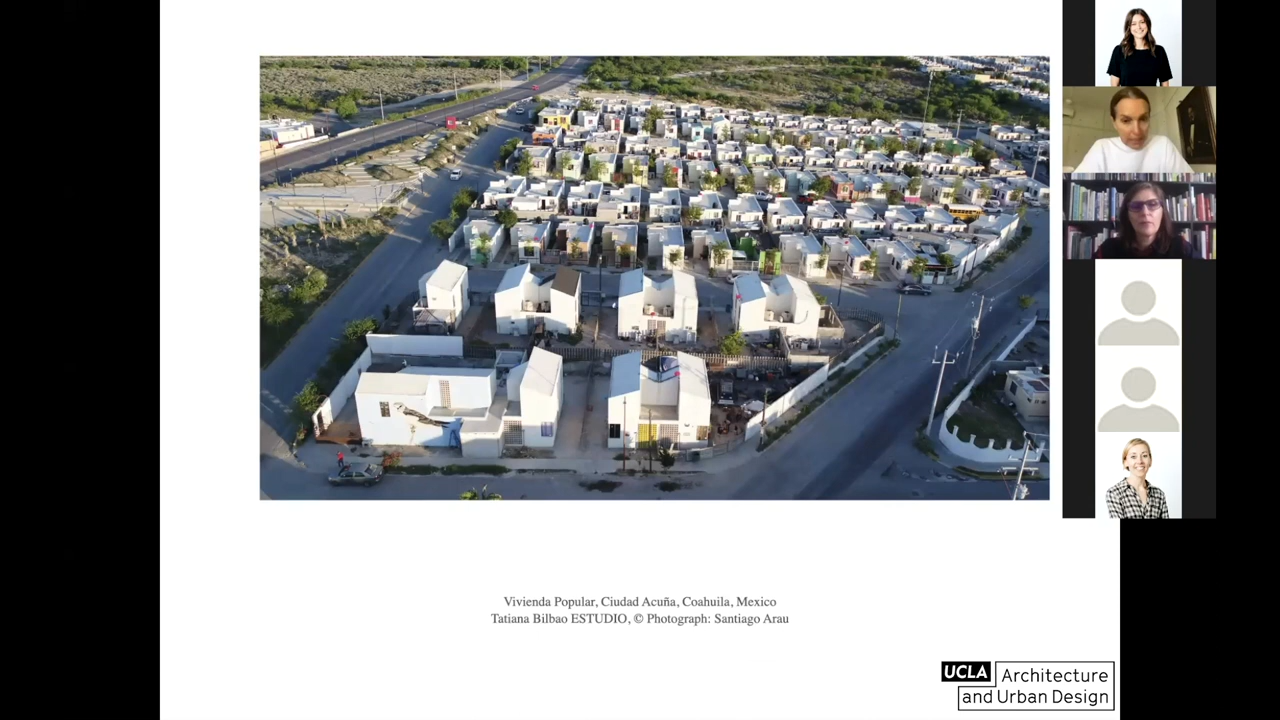 Vivienda Popular, Ciudad Acuña, Coahuila, Mexico
Tatiana Bilbao ESTUDIO, © Photograph: Santiago Arau
UCLA Architecture
and Urban Design